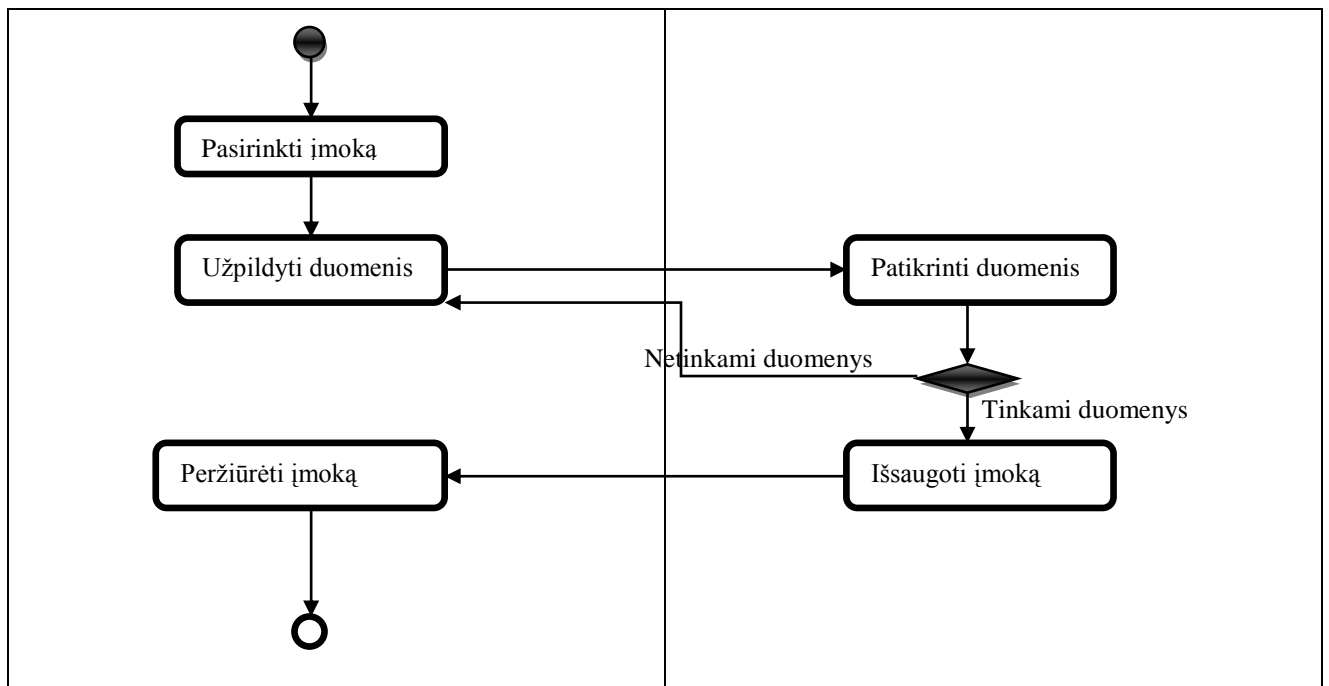 Pasirinkti įmoką
Užpildyti duomenis
Patikrinti duomenis
Netinkami duomenys
Tinkami duomenys
Peržiūrėti įmoką
Išsaugoti įmoką